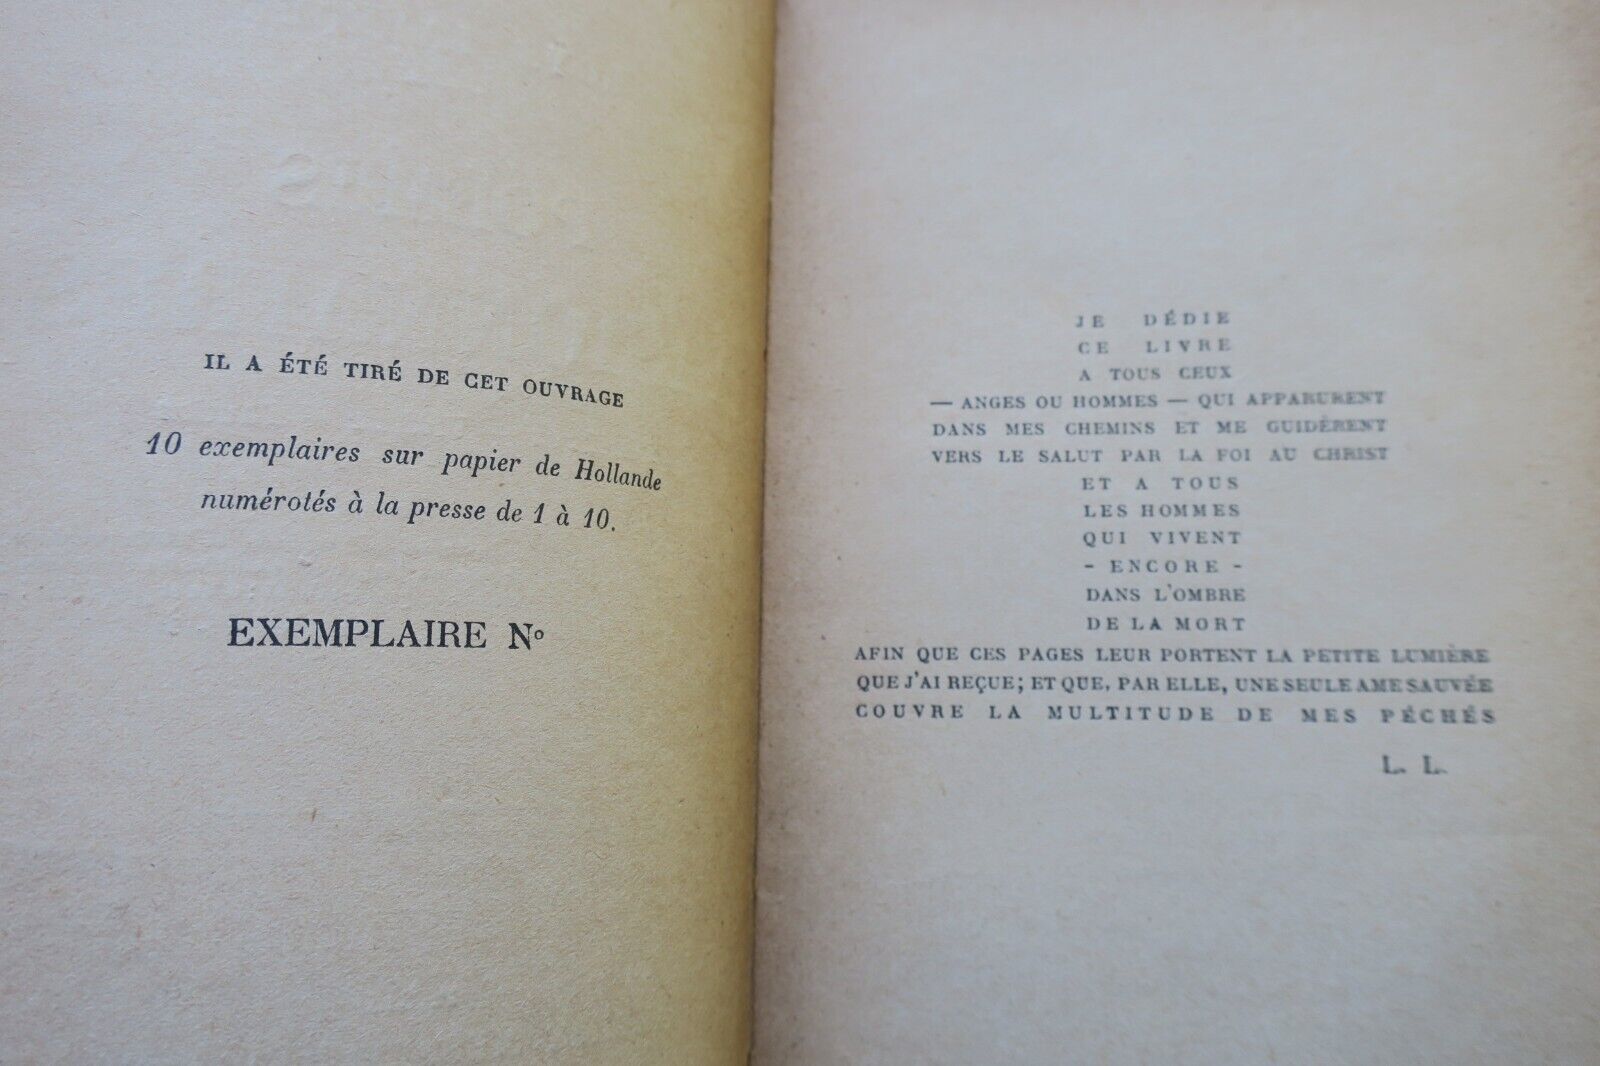 IL A ÉTÉ TIRÉ DE CET OUVRAGE
10 exemplaires sur papier de Hollande
numérotés à la presse de 1 à 10.
EXEMPLAIRE Nº
JE DÉDIE
CE LIVRE
A TOUS CEUX
— ANGES OU HOMMES — QUI APPARURENT
DANS MES CHEMINS ET ME GUIDÈRENT
VERS LE SALUT PAR LA FOI AU CHRIST
ET A TOUS
LES HOMMES
QUI VIVENT
- ENCORE -
DANS L'OMBRE
DE LA MORT
AFIN QUE CES PAGES LEUR PORTENT LA PETITE LUMIÈRE
QUE J'AI REÇUE; ET QUE, PAR ELLE, UNE SEULE AME SAUVÉE
COUVRE LA MULTITUDE DE MES PÉCHÉS
L. L.